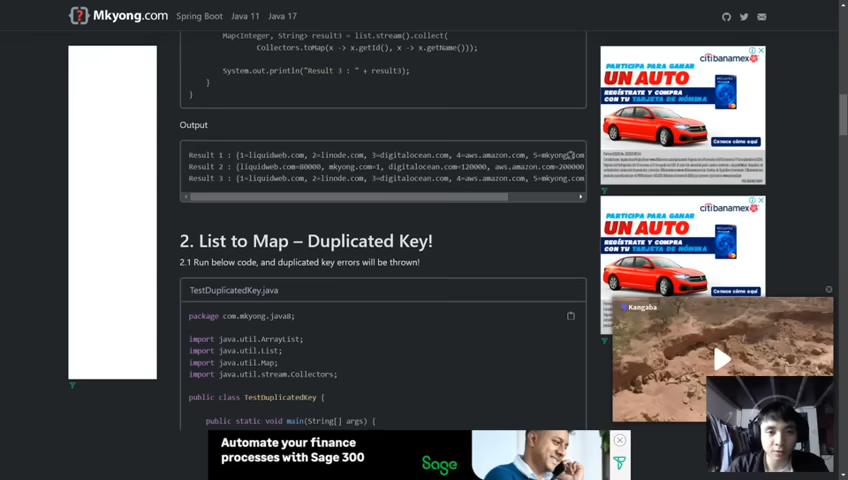 Mkyong.com
Spring Boot
Java 11
Java 17
Map<Integer, String> result3 = list.stream().collect(
Collectors.toMap(x -> x.getId(), x -> x.getName()));
System.out.println("Result 3 : " + result3);
}
}
Output
Result 1 : {1=liquidweb.com, 2=linode.com, 3=digitalocean.com, 4=aws.amazon.com, 5=mkyong.com
Result 2 : {liquidweb.com=80000, mkyong.com=1, digitalocean.com=120000, aws.amazon.com=200000
Result 3 : {1=liquidweb.com, 2=linode.com, 3=digitalocean.com, 4=aws.amazon.com, 5=mkyong.com
2. List to Map – Duplicated Key!
2.1 Run below code, and duplicated key errors will be thrown!
TestDuplicatedKey.java
package com.mkyong.java8;
import java.util.ArrayList;
import java.util.List;
import java.util.Map;
import java.util.stream.Collectors;
public class TestDuplicatedKey {
public static void main(String[] args) {
citibanamex
PARTICIPA PARA GANAR
UN AUTO
REGÍSTRATE Y COMPRA
CON TU TARJETA DE NÓMINA
Conoce cómo aquí
citibanamex
PARTICIPA PARA GANAR
UN AUTO
REGÍSTRATE Y COMPRA
CON TU TARJETA DE NÓMINA
Conoce cómo aquí
Kangaba
Automate your finance
processes with Sage 300
Sage